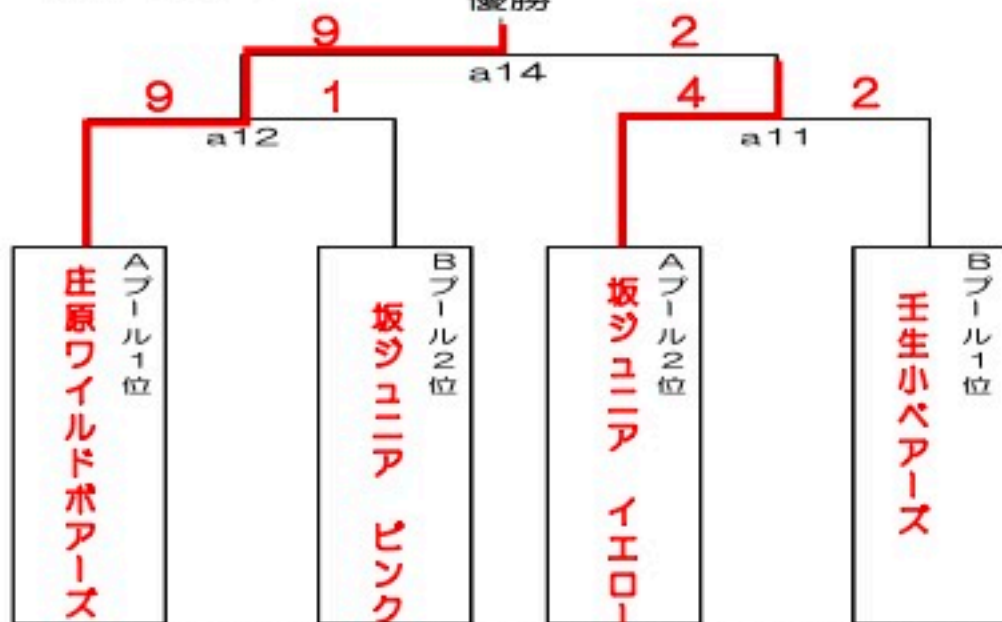 優勝
9 2
a14
9 1 4 2
a12 a11
Aプール1位
庄原ワイルドボアーズ
Bプール2位
坂ジュニア ピンク
Aプール2位
坂ジュニア イエロー
Bプール1位
壬生小ベアーズ